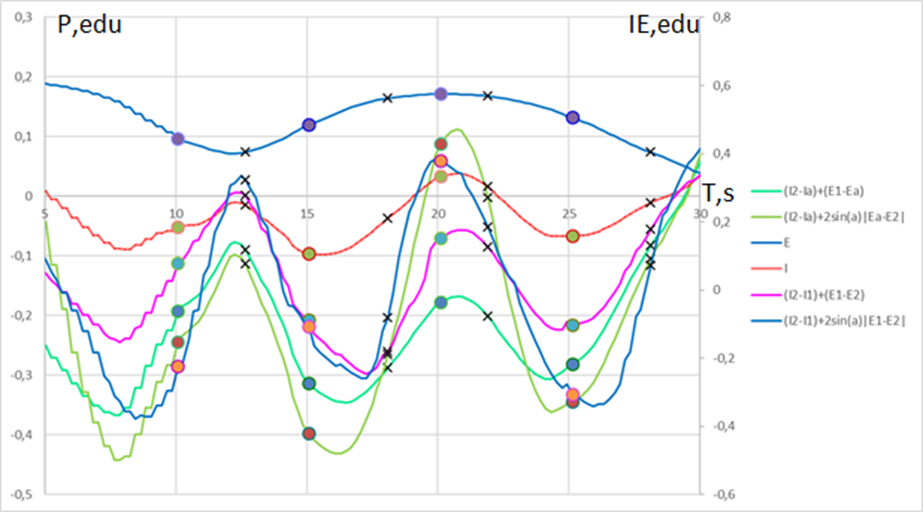 0,3
P,edu
IE,edu
0,8
0,2
0,6
0,1
0,4
0
T,s
5
10
15
20
25
30
0,2
-0,1
0
-0,2
-0,2
-0,3
-0,4
-0,4
-0,5
-0,6
(I2-Ia)+(E1-Ea)
(I2-Ia)+2sin(a)|Ea-E2|
E
I
(I2-I1)+(E1-E2)
(I2-I1)+2sin(a)|E1-E2|